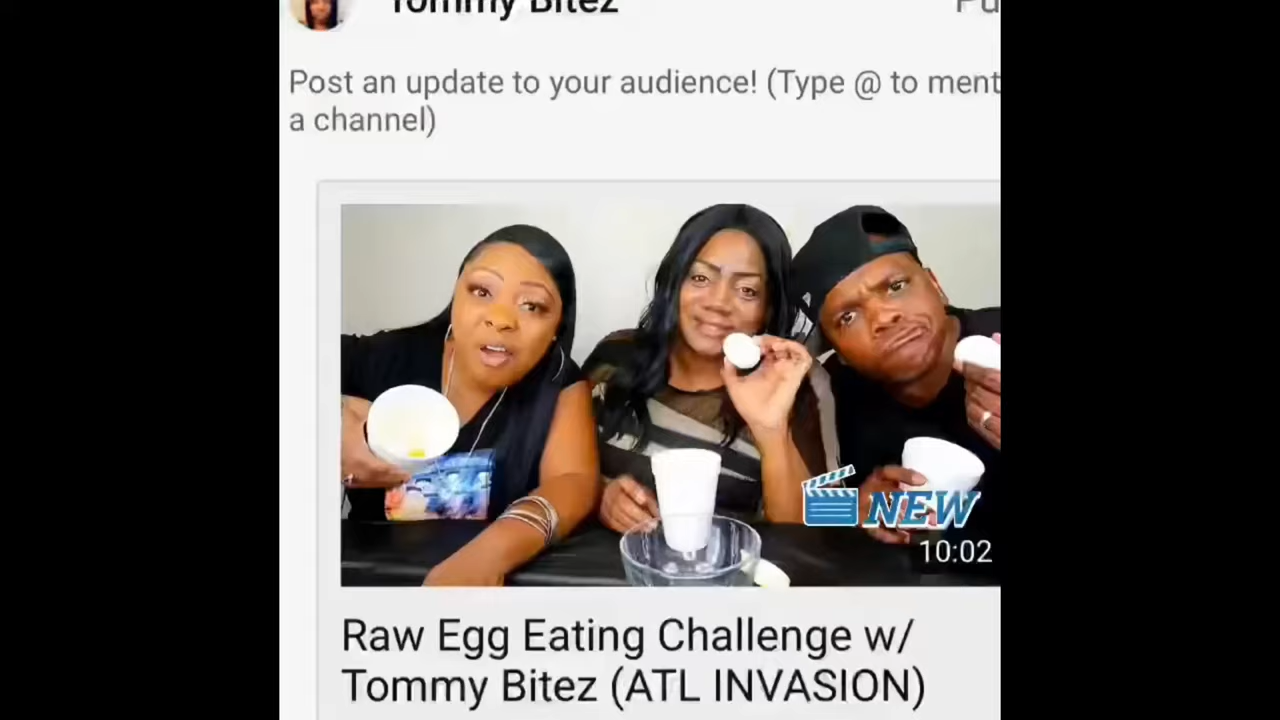 Tommy Bitez
Post an update to your audience! (Type @ to ment
a channel)
NEW
10:02
Raw Egg Eating Challenge w/
Tommy Bitez (ATL INVASION)